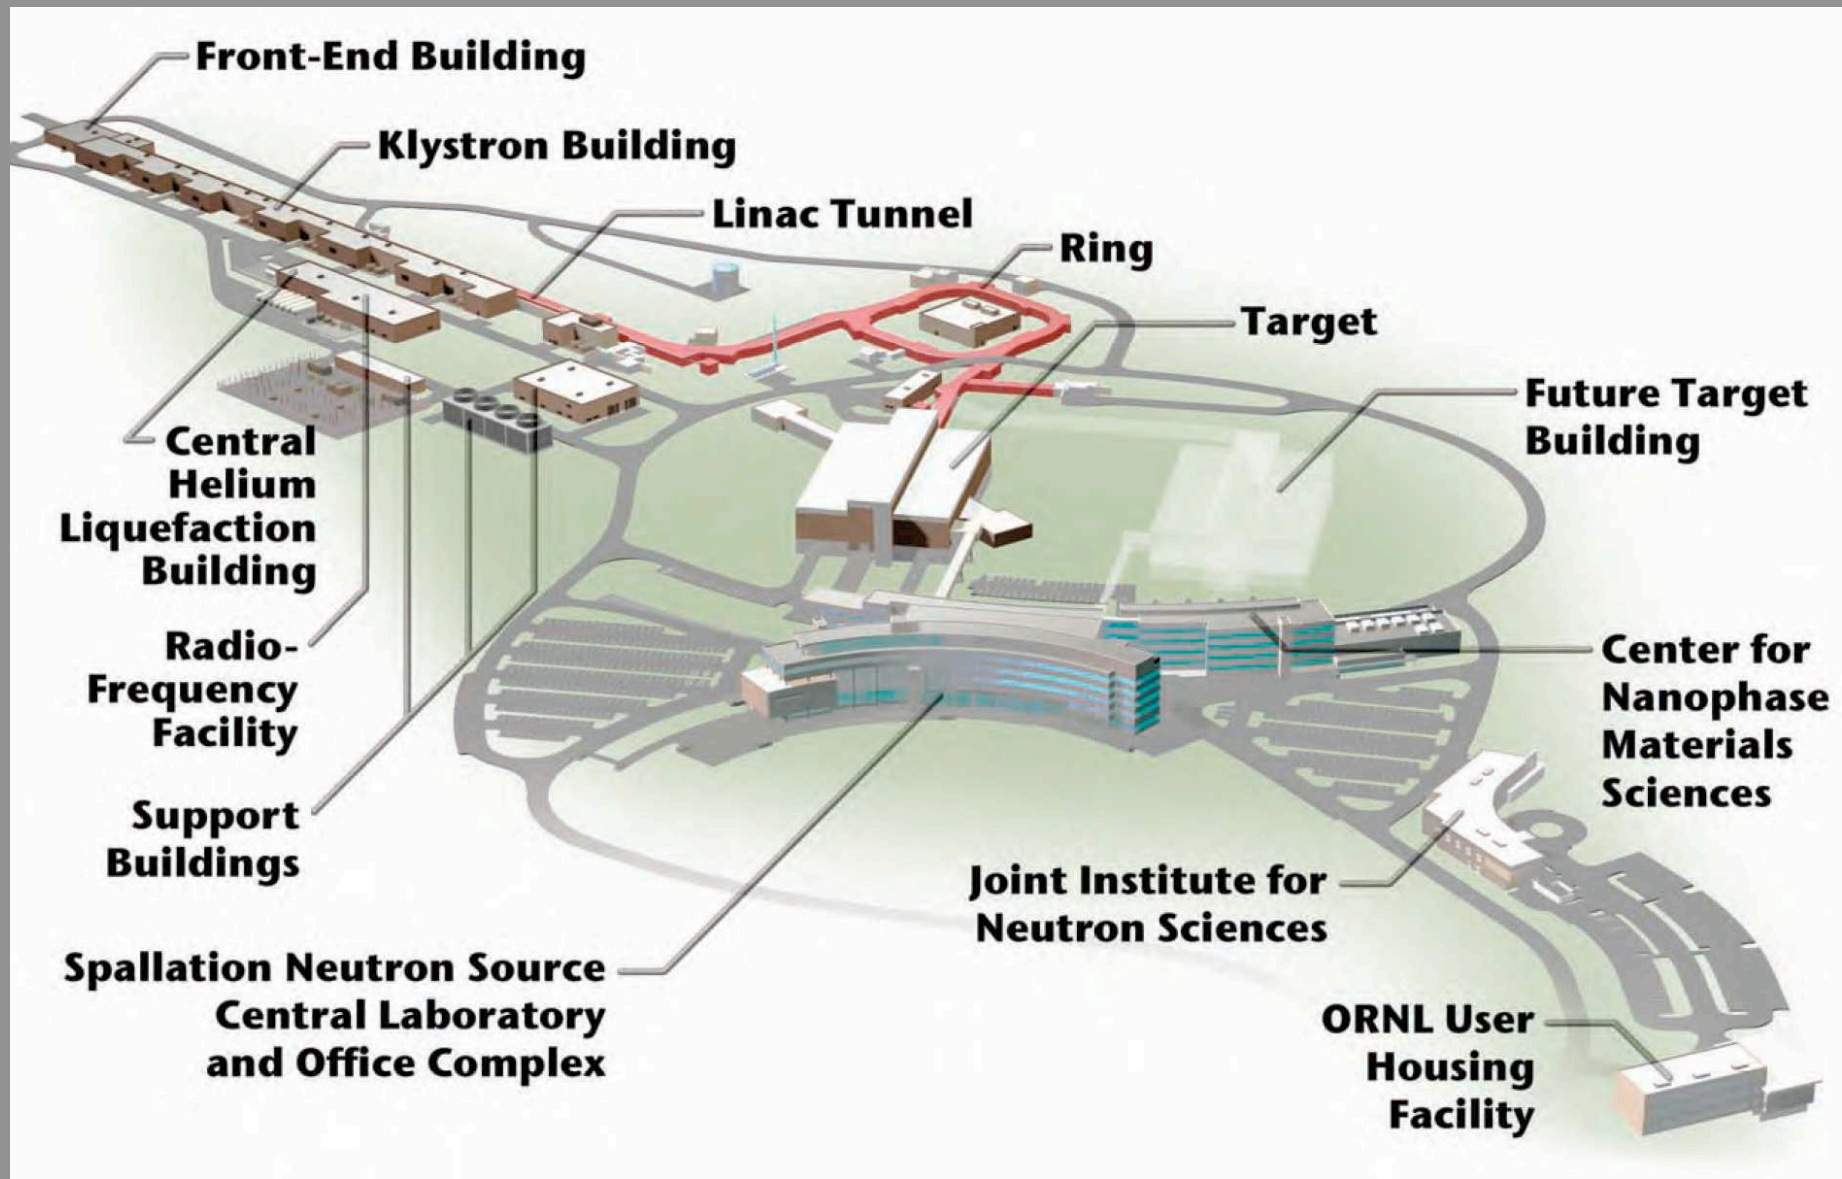 Front-End Building
Klystron Building
Linac Tunnel
Ring
Target
Future Target
Building
Central
Helium
Liquefaction
Building
Radio-
Frequency
Facility
Support
Buildings
Center for
Nanophase
Materials
Sciences
Joint Institute for
Neutron Sciences
Spallation Neutron Source
Central Laboratory
and Office Complex
ORNL User
Housing
Facility